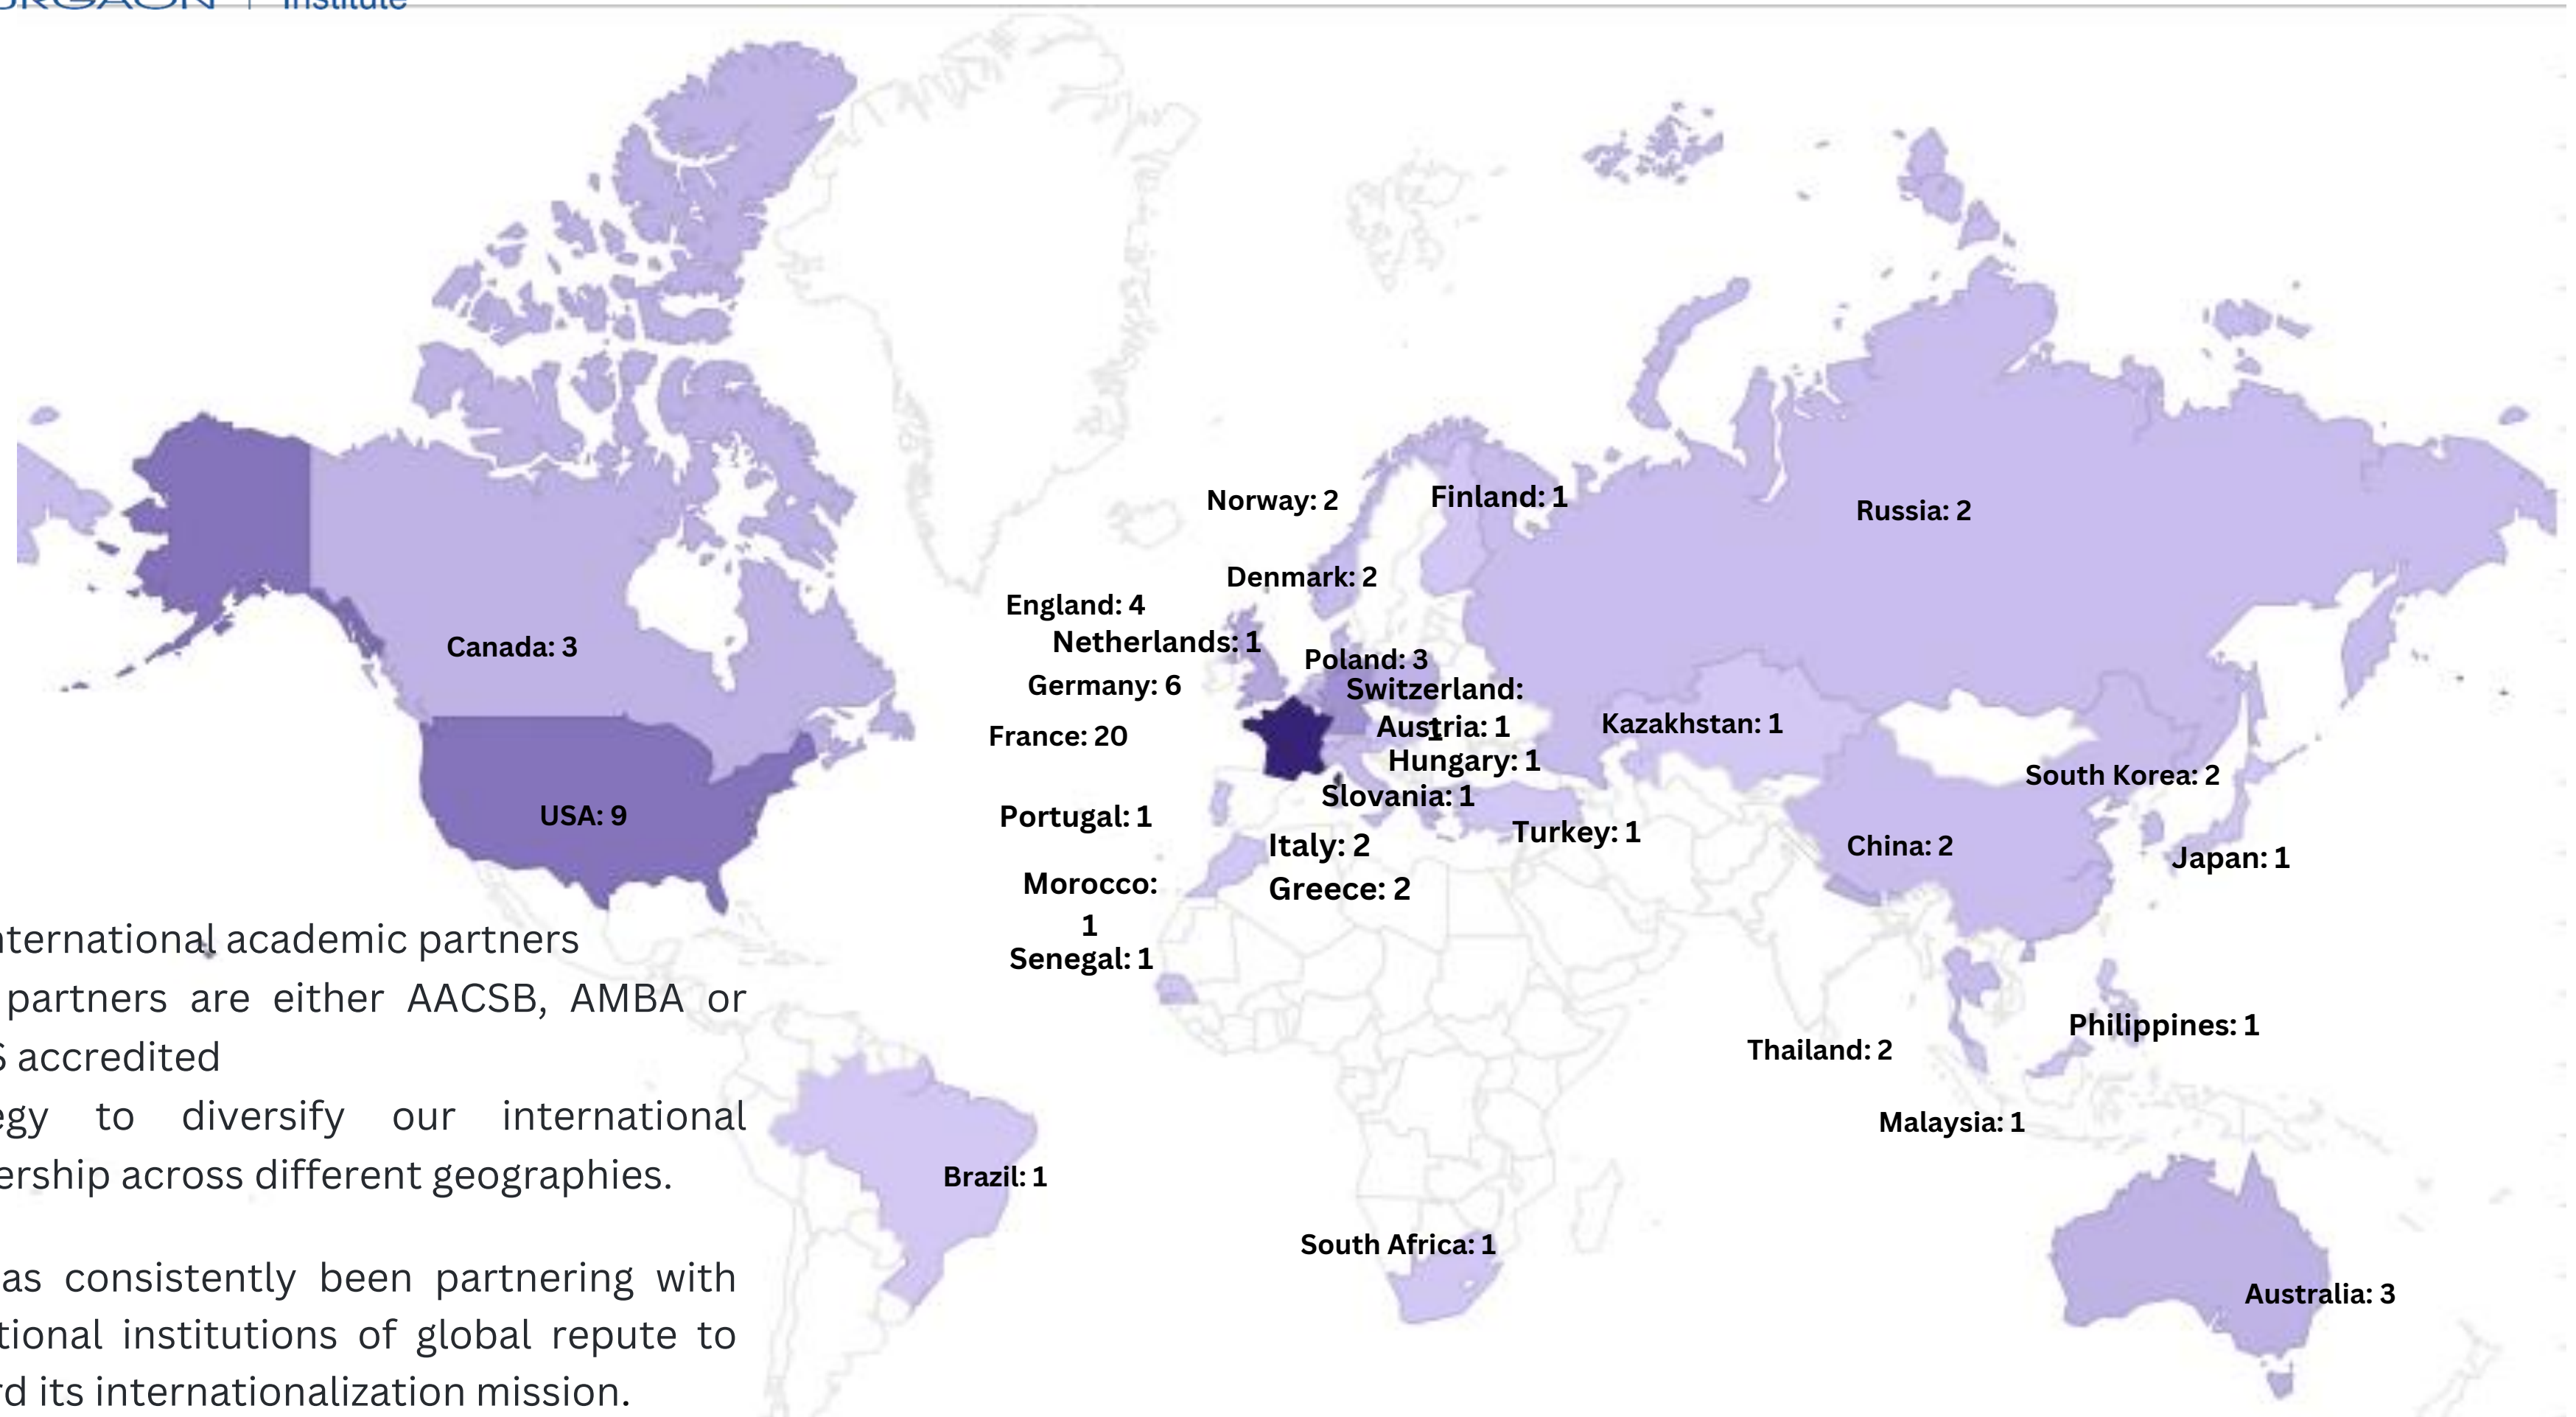 Institute
Norway: 2
Finland: 1
Russia: 2
Denmark: 2
England: 4
Netherlands: 1
Canada: 3
Poland: 3
Germany: 6
Switzerland:
1
Austria: 1
Kazakhstan: 1
France: 20
Hungary: 1
South Korea: 2
Slovania: 1
USA: 9
Portugal: 1
Turkey: 1
Italy: 2
China: 2
Japan: 1
Morocco:
1
Greece: 2
Senegal: 1
Philippines: 1
Thailand: 2
Malaysia: 1
Brazil: 1
South Africa: 1
Australia: 3
nternational academic partners
partners are either AACSB, AMBA or
S accredited
egy to diversify our international
ership across different geographies.
as consistently been partnering with
tional institutions of global repute to
rd its internationalization mission.